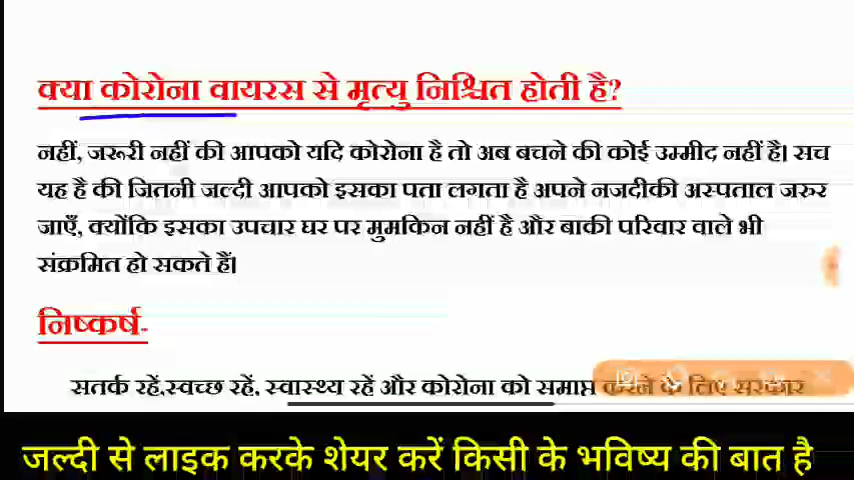 क्या कोरोना वायरस से मृत्यु निश्चित होती है?
नहीं, जरूरी नहीं की आपको यदि कोरोना है तो अब बचने की कोई उम्मीद नहीं है। सच
यह है की जितनी जल्दी आपको इसका पता लगता है अपने नजदीकी अस्पताल जरुर
जाएँ, क्योंकि इसका उपचार घर पर मुमकिन नहीं है और बाकी परिवार वाले भी
संक्रमित हो सकते हैं।
निष्कर्ष-
सतर्क रहें,स्वच्छ रहें, स्वास्थ्य रहें और कोरोना को समाप्त करने के लिए सरकार
जल्दी से लाइक करके शेयर करें किसी के भविष्य की बात है